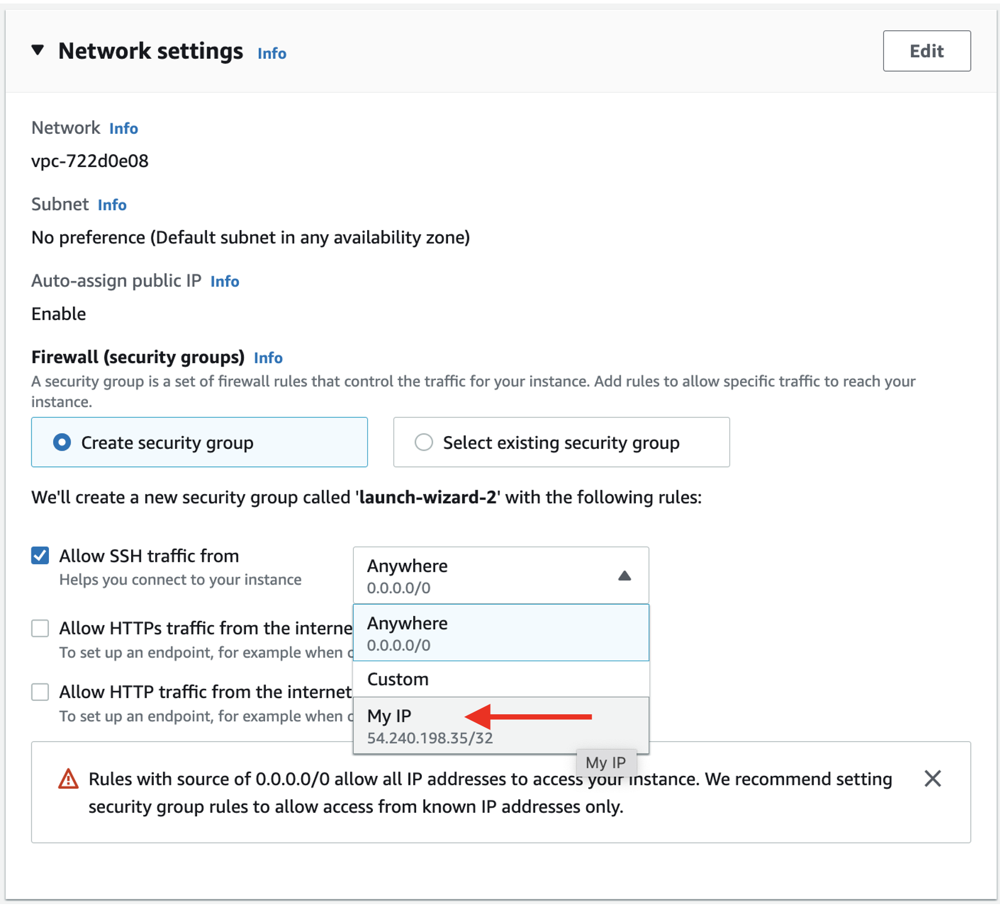 Network settings Info
Edit
Network Info
vpc-722d0e08
Subnet Info
No preference (Default subnet in any availability zone)
Auto-assign public IP Info
Enable
Firewall (security groups) Info
A security group is a set of firewall rules that control the traffic for your instance. Add rules to allow specific traffic to reach your
instance.
Create security group
Select existing security group
We'll create a new security group called 'launch-wizard-2' with the following rules:
Allow SSH traffic from
Helps you connect to your instance
Anywhere
0.0.0.0/0
Anywhere
0.0.0.0/0
Custom
My IP
54.240.198.35/32
My IP
Allow HTTPs traffic from the interne
To set up an endpoint, for example when
Allow HTTP traffic from the internet
To set up an endpoint, for example when
Rules with source of 0.0.0.0/0 allow all IP addresses to access your instance. We recommend setting
security group rules to allow access from known IP addresses only.